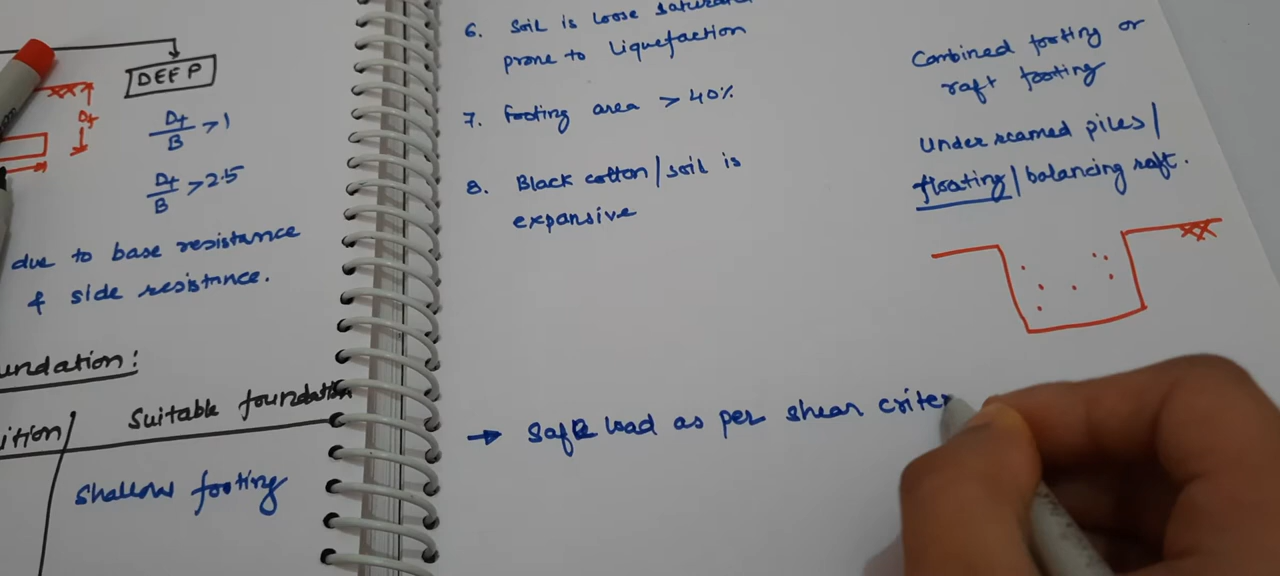 DEEP
Df
Df/B > 1
Df/B > 2.5
due to base resistance
& side resistance.
undation:
ition/ Suitable foundation
Shallow footing
6. Soil is loose saturat
prone to liquefaction
7. footing area > 40%
8. Black cotton/soil is
expansive
Combined footing or
raft footing
Under reamed piles/
floating/balancing raft.
→ Safe load as per shear criter